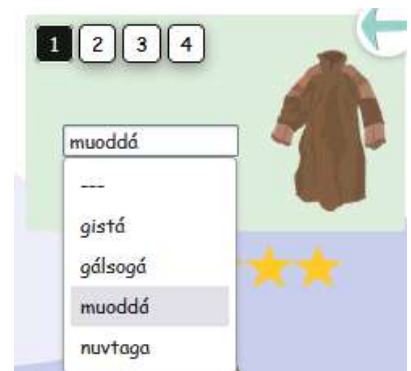 1 2 3 4
muoddá
---
gistá
gálsogá
muoddá
nuvtaga